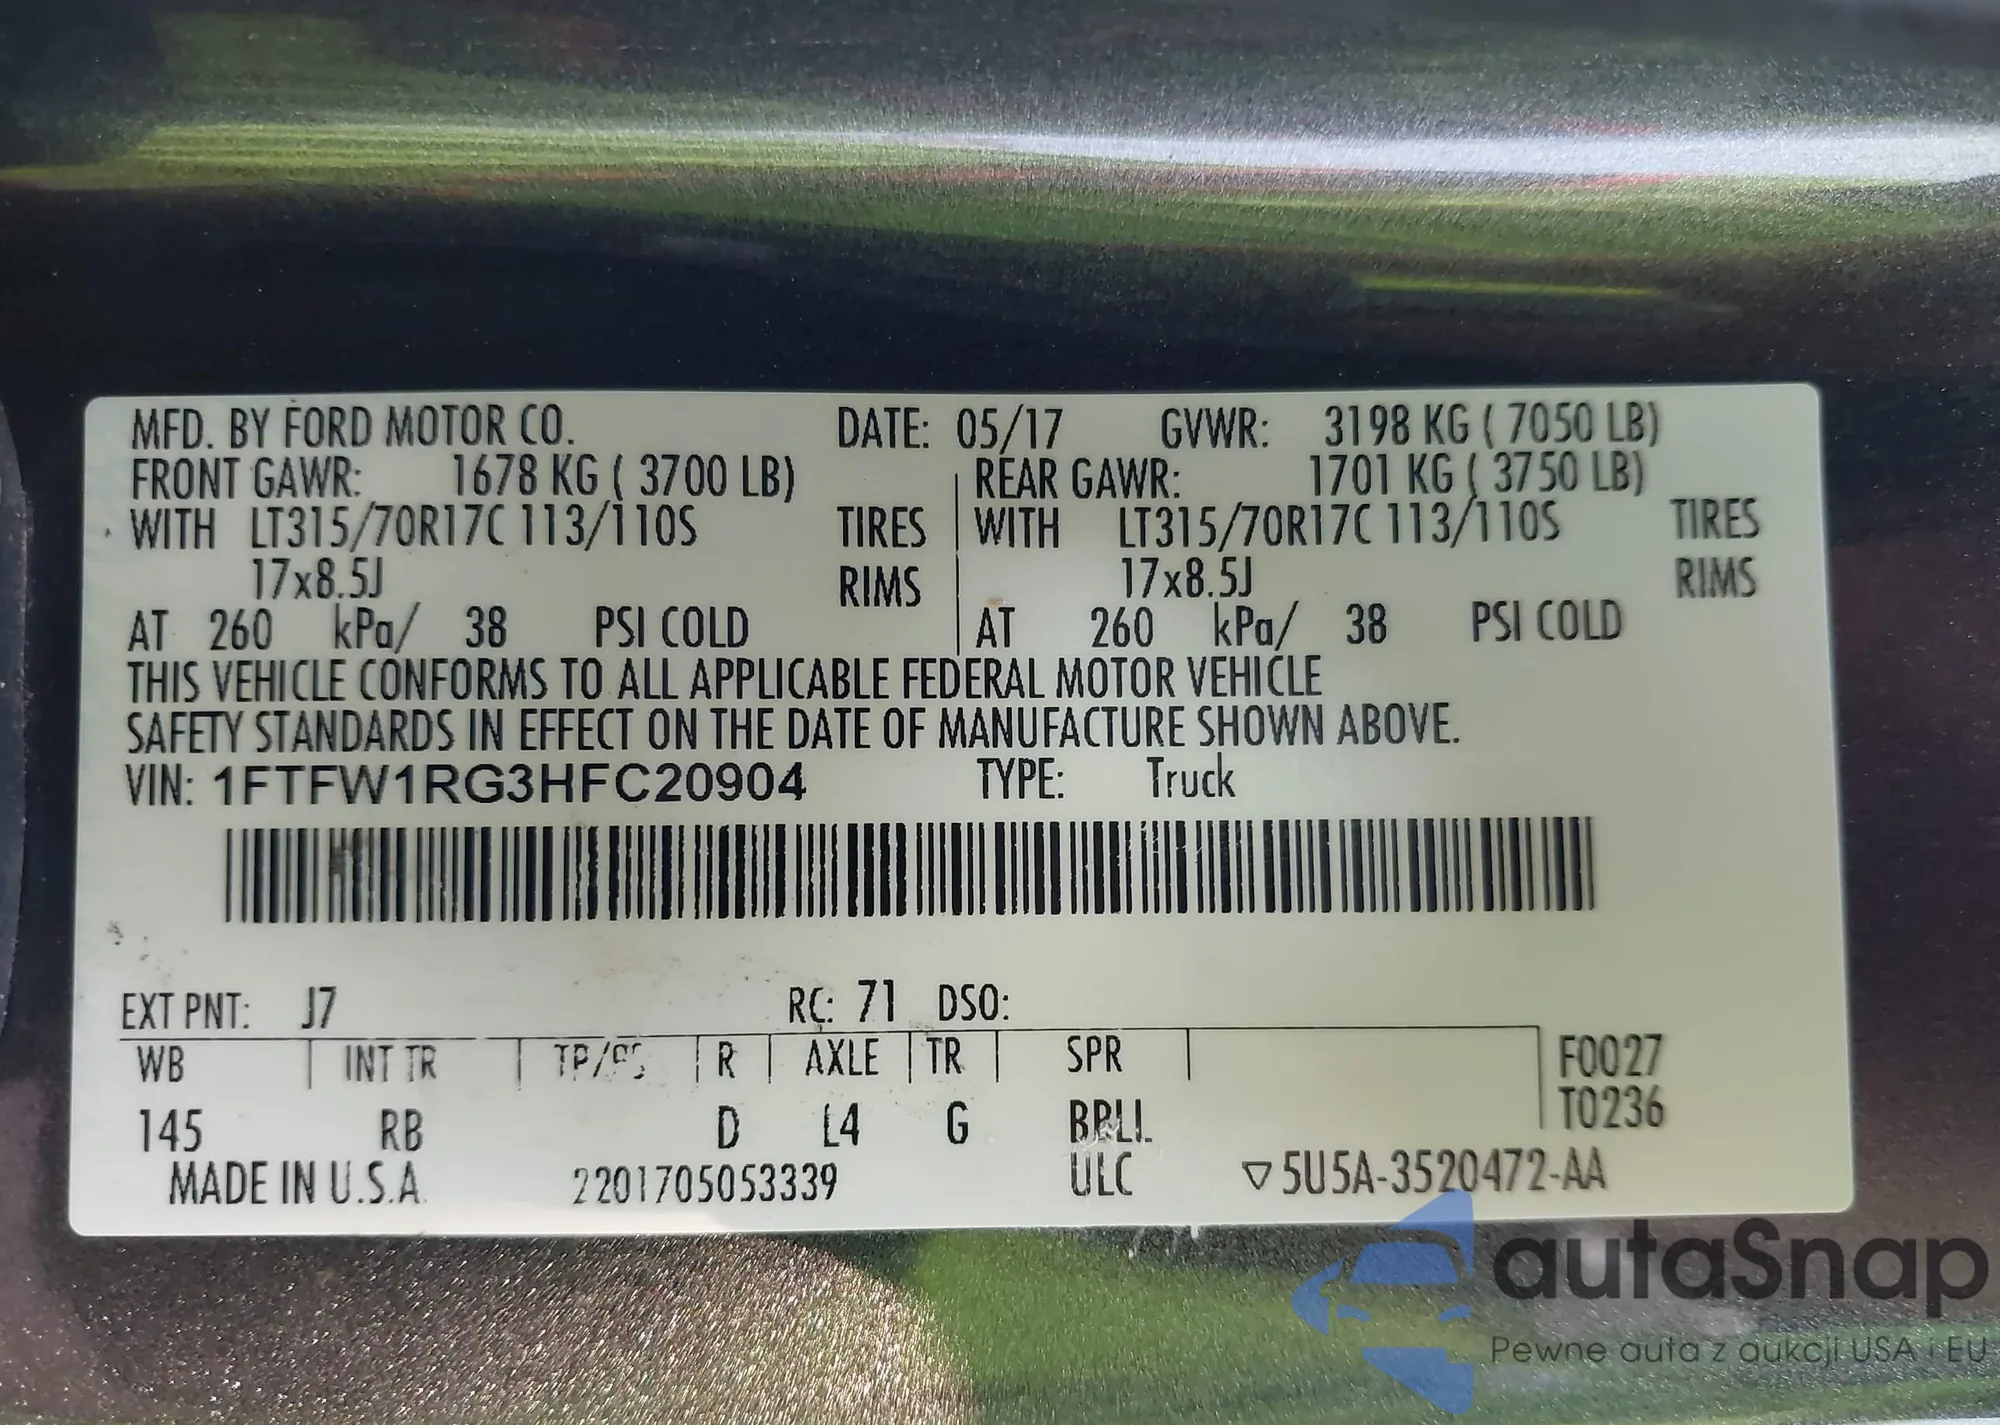 MFD. BY FORD MOTOR CO. DATE: 05/17 GVWR: 3198 KG ( 7050 LB)
FRONT GAWR: 1678 KG ( 3700 LB) REAR GAWR: 1701 KG ( 3750 LB)
WITH LT315/70R17C 113/110S TIRES WITH LT315/70R17C 113/110S TIRES
17x8.5J RIMS 17x8.5J RIMS
AT 260 kPa/ 38 PSI COLD AT 260 kPa/ 38 PSI COLD
THIS VEHICLE CONFORMS TO ALL APPLICABLE FEDERAL MOTOR VEHICLE
SAFETY STANDARDS IN EFFECT ON THE DATE OF MANUFACTURE SHOWN ABOVE.
VIN: 1FTFW1RG3HFC20904 TYPE: Truck
EXT PNT: J7 RC: 71 DSO:
WB INT TR R AXLE TR SPR F0027
T0236
145 RB D L4 G
MADE IN U.S.A. 2201705053339 ULC ▽5U5A-3520472-AA
autaSnap
Pewne auta z aukcji USA i EU